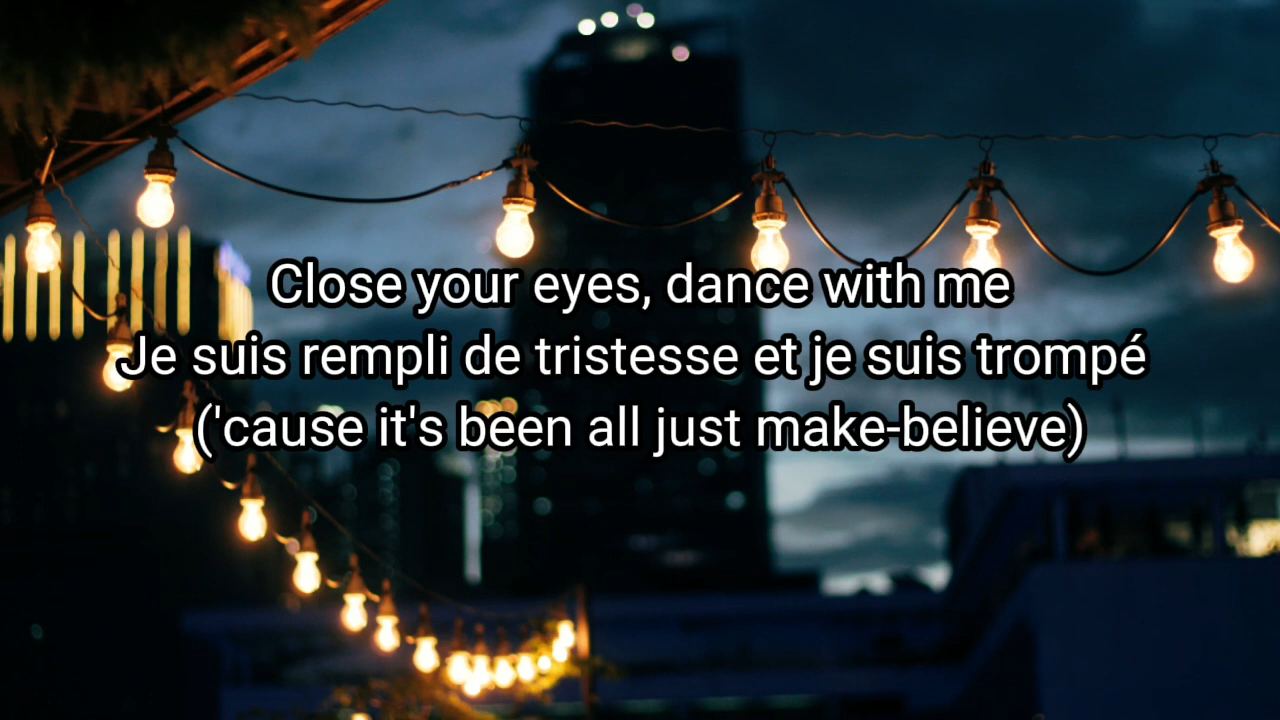 Close your eyes, dance with me
Je suis rempli de tristesse et je suis trompé
('cause it's been all just make-believe)